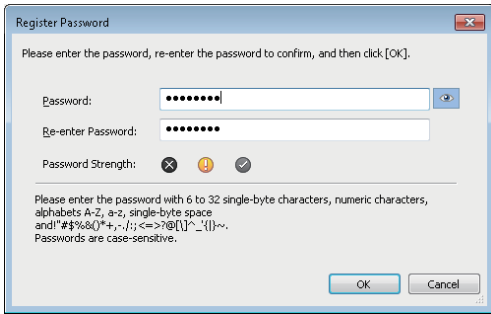 Register Password
Please enter the password, re-enter the password to confirm, and then click [OK].
Password: ●●●●●●●●
Re-enter Password: ●●●●●●●●
Password Strength:
Please enter the password with 6 to 32 single-byte characters, numeric characters,
alphabets A-Z, a-z, single-byte space
and!"#$%&()*+,-./:;<=>?@[\]^_'{|}~.
Passwords are case-sensitive.
OK Cancel